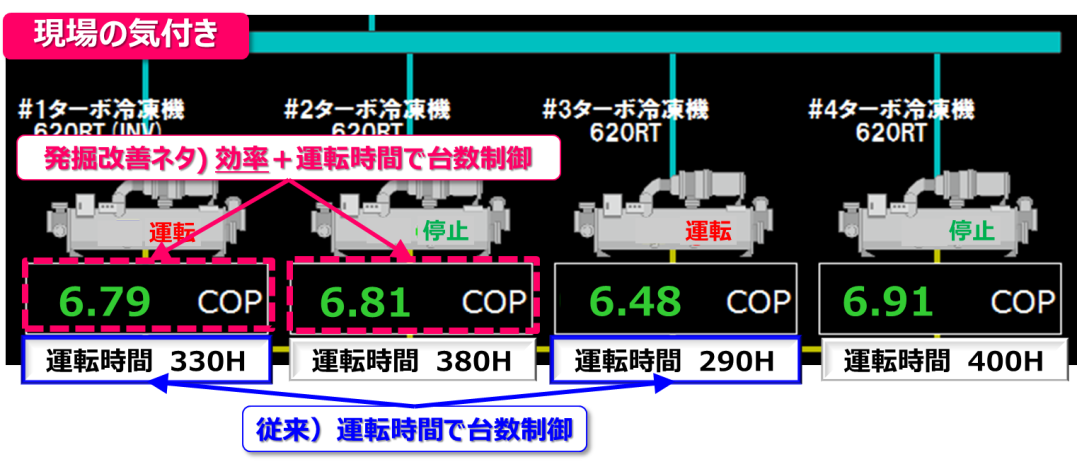 現場の気付き
#1ターボ冷凍機
620RT(INV)
#2ターボ冷凍機
620RT
#3ターボ冷凍機
620RT
#4ターボ冷凍機
620RT
発掘改善ネタ) 効率+運転時間で台数制御
運転
停止
運転
停止
6.79 COP
6.81 COP
6.48 COP
6.91 COP
運転時間 330H
運転時間 380H
運転時間 290H
運転時間 400H
従来）運転時間で台数制御